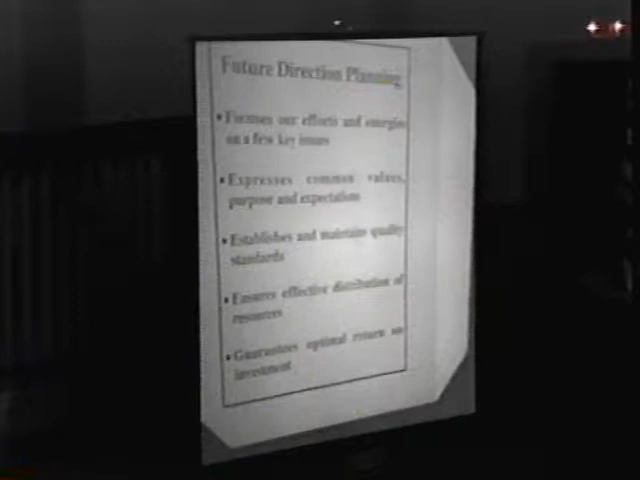 Future Direction Planning
• Focuses our efforts and energies
on a few key issues
• Expresses common values,
purpose and expectations
• Establishes and maintains quality
standards
• Ensures effective distribution of
resources
• Guarantees optimal return on
investment